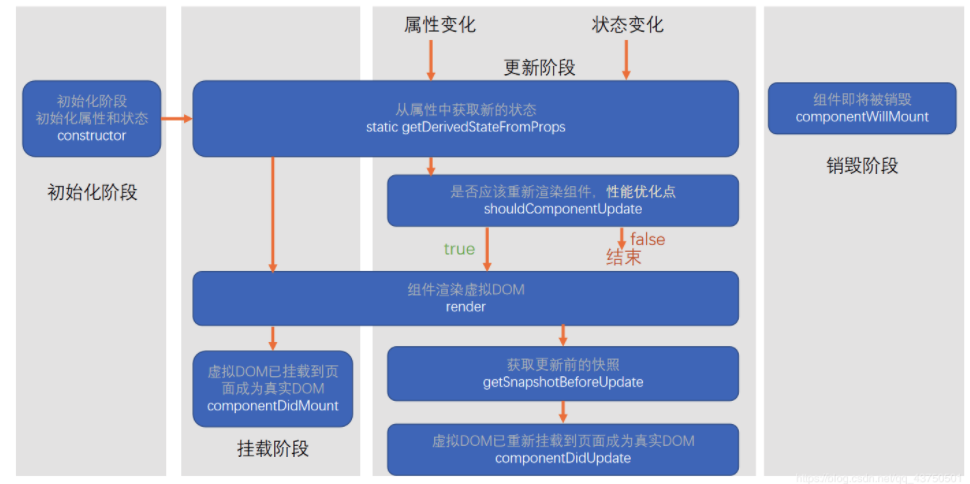 属性变化
状态变化
更新阶段
初始化阶段
初始化属性和状态
constructor
初始化阶段
从属性中获取新的状态
static getDerivedStateFromProps
组件即将被销毁
componentWillMount
销毁阶段
是否应该重新渲染组件，性能优化点
shouldComponentUpdate
true
false
结束
组件渲染虚拟DOM
render
虚拟DOM已挂载到页
面成为真实DOM
componentDidMount
挂载阶段
获取更新前的快照
getSnapshotBeforeUpdate
虚拟DOM已重新挂载到页面成为真实DOM
componentDidUpdate